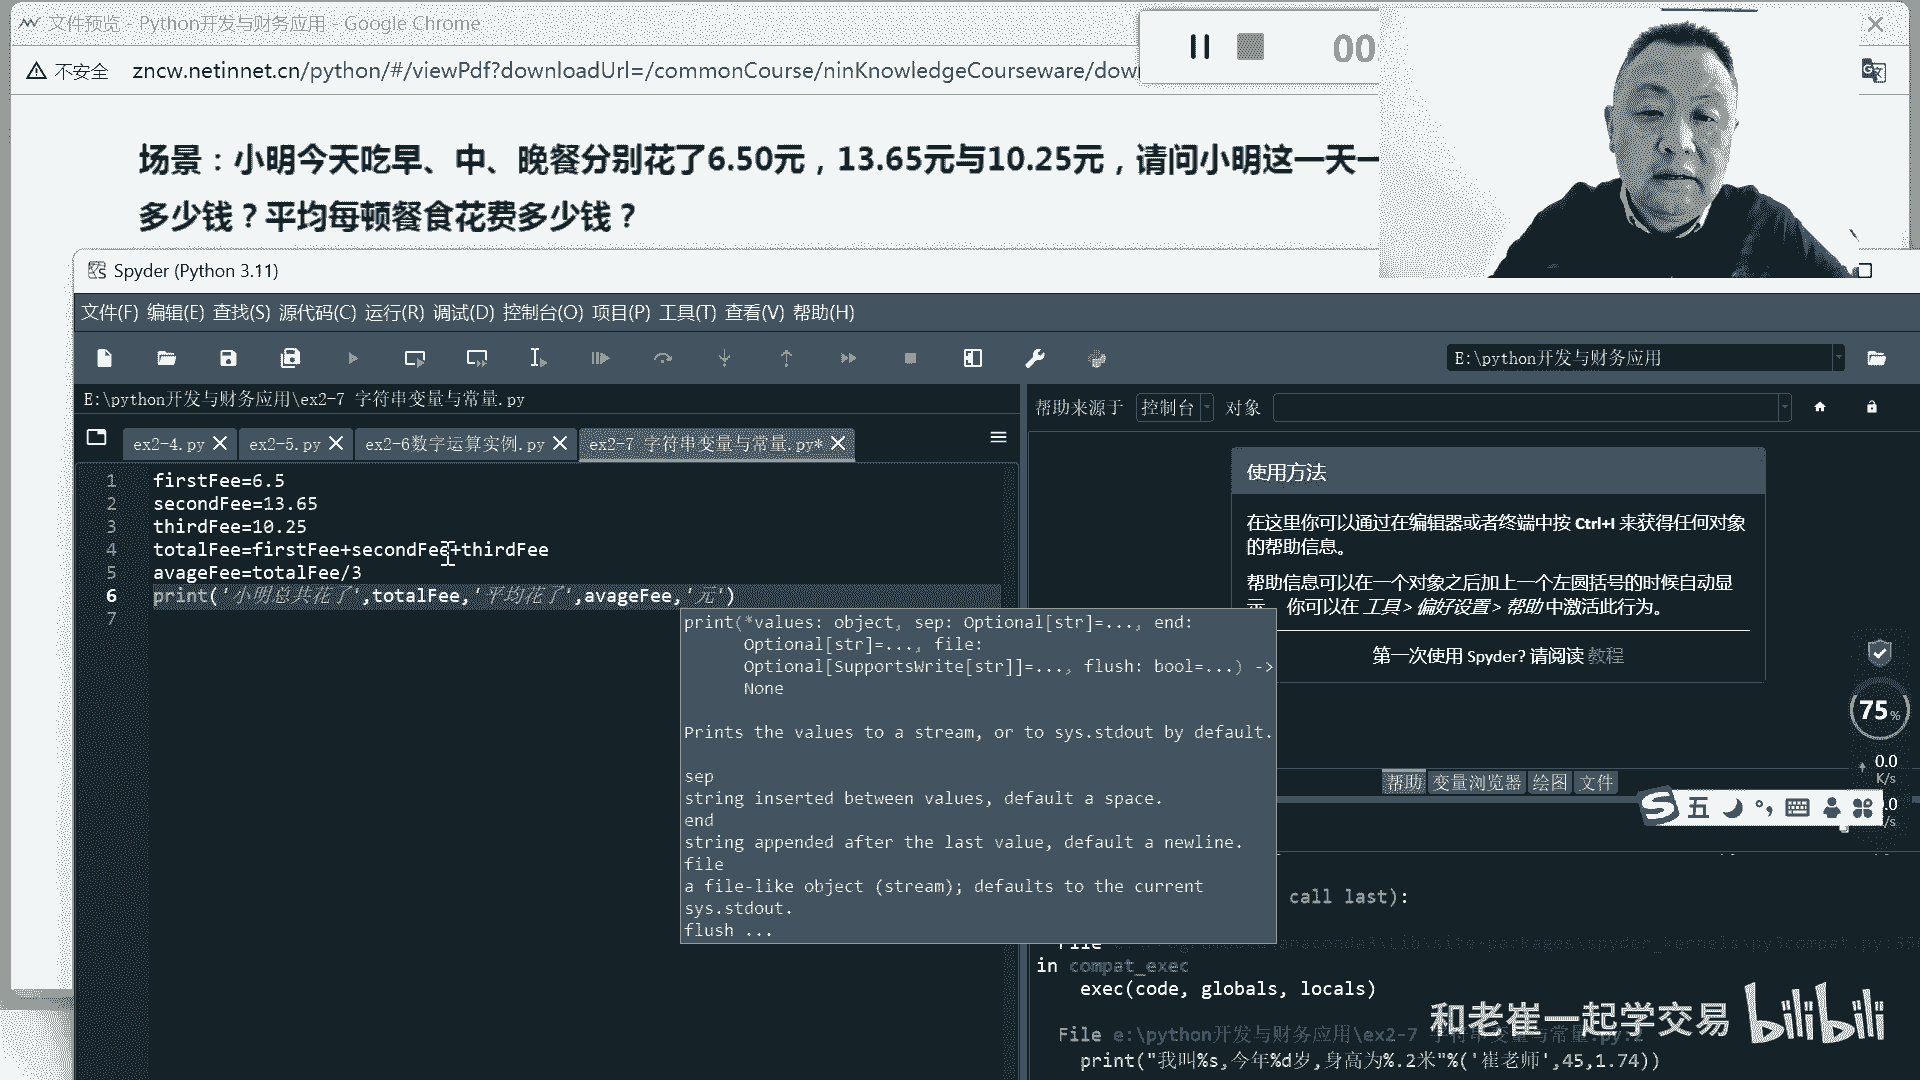 文件预览 - Python开发与财务应用 - Google Chrome
不安全 zncw.netinnet.cn/python/#/viewPdf?downloadUrl=/commonCourse/ninKnowledgeCourseware/dow
00
场景：小明今天吃早、中、晚餐分别花了6.50元，13.65元与10.25元，请问小明这一天一
多少钱？平均每顿餐食花费多少钱？
Spyder (Python 3.11)
文件(F) 编辑(E) 查找(S) 源代码(C) 运行(R) 调试(D) 控制台(O) 项目(P) 工具(T) 查看(V) 帮助(H)
E:\python开发与财务应用
E:\python开发与财务应用\ex2-7 字符串变量与常量.py
ex2-4.py ex2-5.py ex2-6数字运算实例.py ex2-7 字符串变量与常量.py*
1 firstFee=6.5
2 secondFee=13.65
3 thirdFee=10.25
4 totalFee=firstFee+secondFee+thirdFee
5 avageFee=totalFee/3
6 print('小明总共花了',totalFee,'平均花了',avageFee,'元')
7
print(*values: object, sep: Optional[str]=..., end:
Optional[str]=..., file:
Optional[SupportsWrite[str]]=..., flush: bool=...) ->
None
Prints the values to a stream, or to sys.stdout by default.
sep
string inserted between values, default a space.
end
string appended after the last value, default a newline.
file
a file-like object (stream); defaults to the current
sys.stdout.
flush ...
帮助来源于 控制台 对象
使用方法
在这里你可以通过在编辑器或者终端中按 Ctrl+I 来获得任何对象
的帮助信息。
帮助信息可以在一个对象之后加上一个左圆括号的时候自动显
示。 你可以在 工具 > 偏好设置 > 帮助 中激活此行为。
第一次使用 Spyder? 请阅读 教程
75%
0.0
K/s
帮助 变量浏览器 绘图 文件
五
call last):
in compat_exec
exec(code, globals, locals)
File e:\python开发与财务应用\ex2-7 字符串变量与常量.py:2
print("我叫%s,今年%d岁,身高为%.2米"%('崔老师',45,1.74))
和老崔一起学交易 bilibili